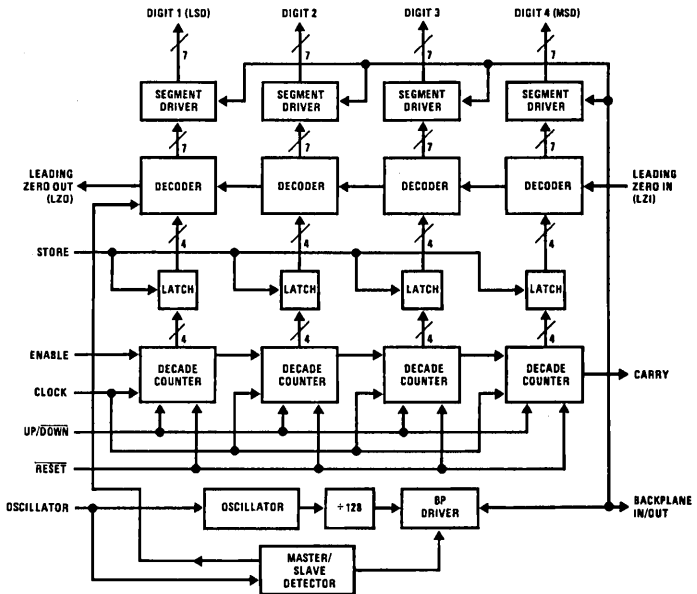 DIGIT 1 (LSD) DIGIT 2 DIGIT 3 DIGIT 4 (MSD)
7 7 7 7
SEGMENT DRIVER SEGMENT DRIVER SEGMENT DRIVER SEGMENT DRIVER
7 7 7 7
LEADING ZERO OUT (LZO) DECODER DECODER DECODER DECODER LEADING ZERO IN (LZI)
4 4 4 4
STORE
LATCH LATCH LATCH LATCH
4 4 4 4
ENABLE
DECADE COUNTER DECADE COUNTER DECADE COUNTER DECADE COUNTER CARRY
CLOCK
UP/DOWN
RESET
OSCILLATOR OSCILLATOR ÷128 BP DRIVER BACKPLANE IN/OUT
MASTER/
SLAVE
DETECTOR